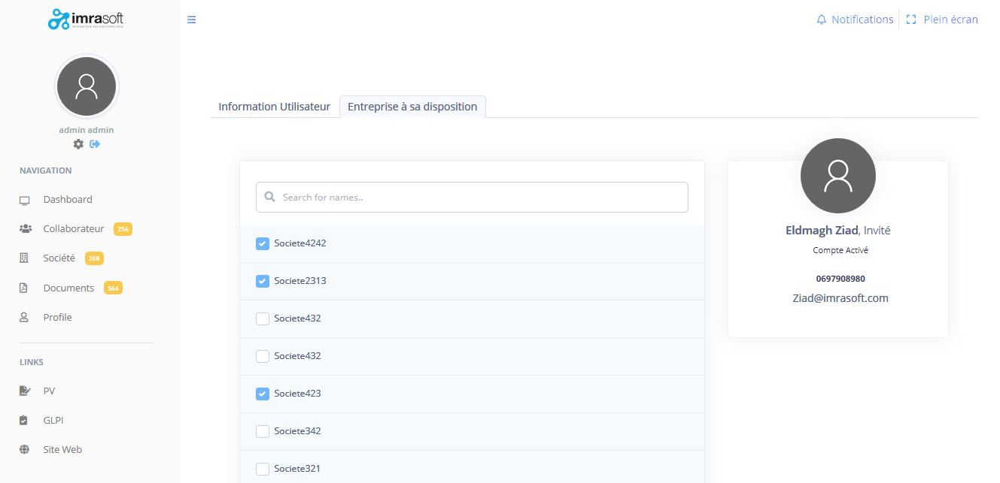 imrasoft
Notifications
Plein écran
Information Utilisateur
Entreprise à sa disposition
admin admin
NAVIGATION
Dashboard
Collaborateur 256
Société 268
Documents 564
Profile
LINKS
PV
GLPI
Site Web
Search for names..
Societe4242
Societe2313
Societe432
Societe432
Societe423
Societe342
Societe321
Eldmagh Ziad, Invité
Compte Activé
0697908980
Ziad@imrasoft.com